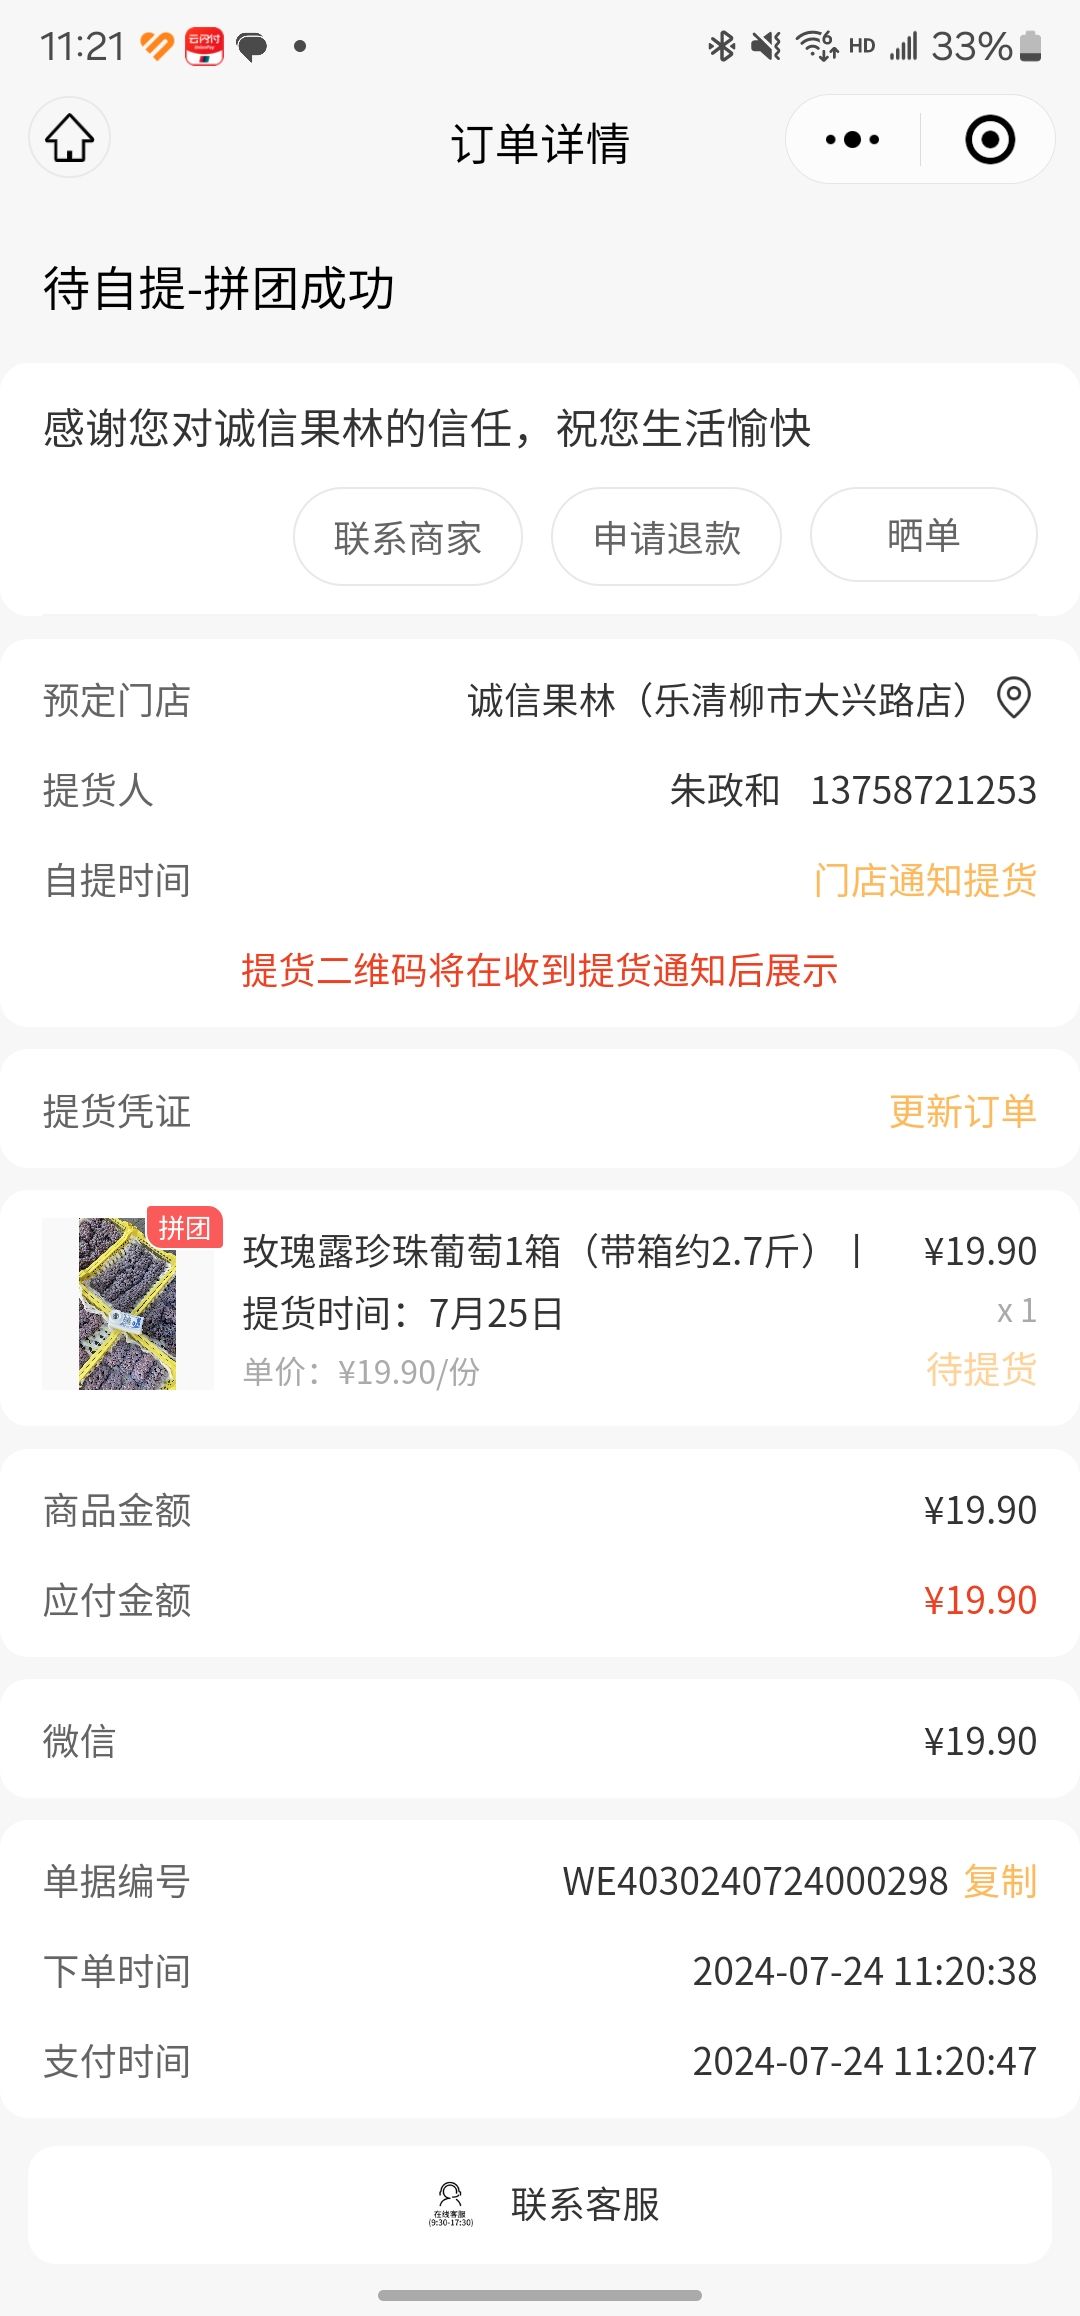 11:21
云闪付
HD
33%
订单详情
待自提-拼团成功
感谢您对诚信果林的信任，祝您生活愉快
联系商家
申请退款
晒单
预定门店 诚信果林（乐清柳市大兴路店）
提货人 朱政和 13758721253
自提时间 门店通知提货
提货二维码将在收到提货通知后展示
提货凭证 更新订单
拼团
玫瑰露珍珠葡萄1箱（带箱约2.7斤）丨 ¥19.90
提货时间：7月25日 x 1
单价：¥19.90/份 待提货
商品金额 ¥19.90
应付金额 ¥19.90
微信 ¥19.90
单据编号 WE4030240724000298 复制
下单时间 2024-07-24 11:20:38
支付时间 2024-07-24 11:20:47
在线客服
(9:30-17:30)
联系客服